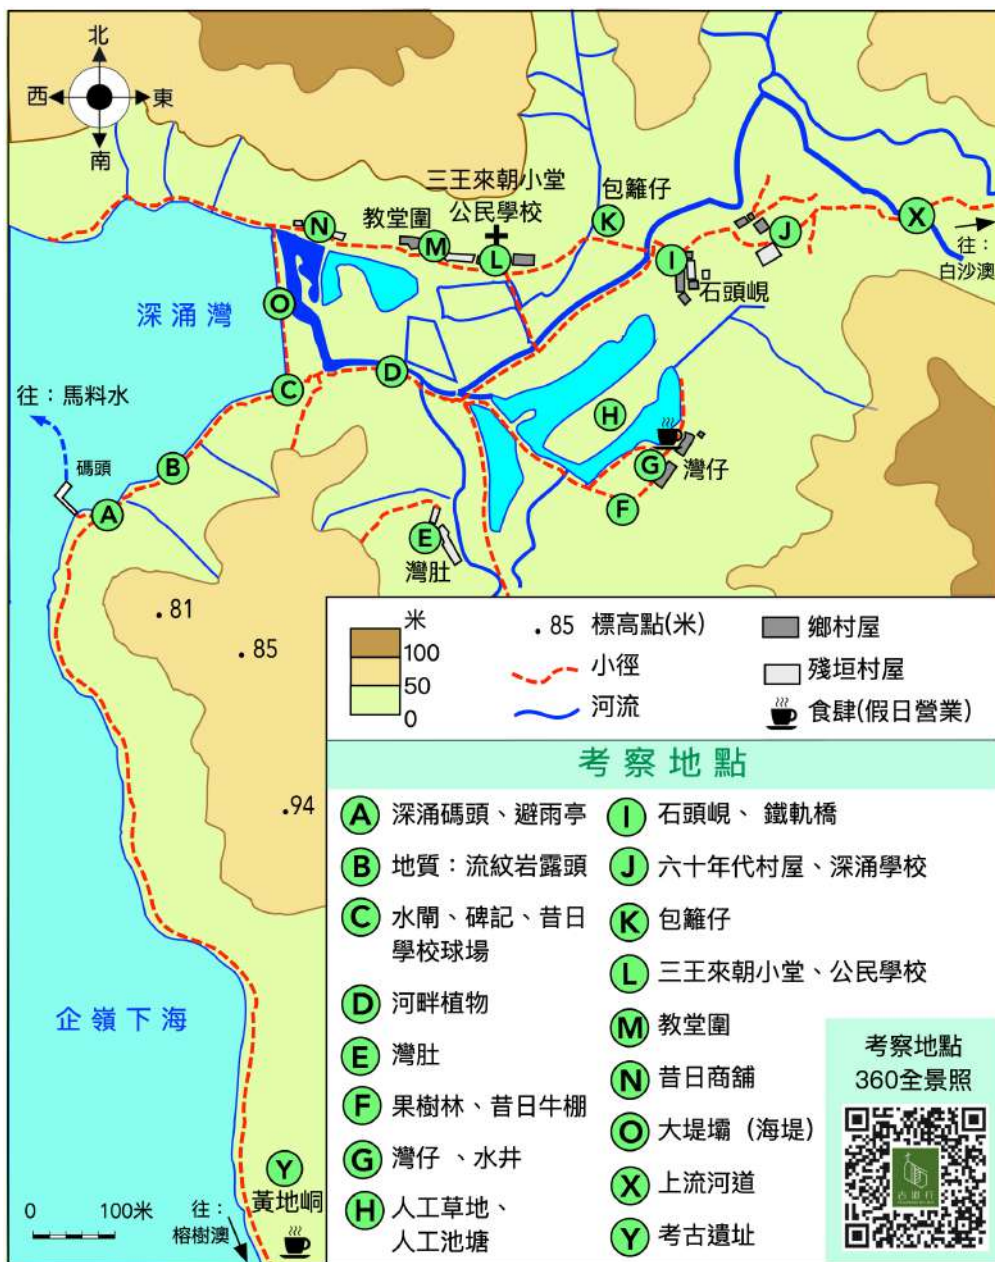 北
西
東
南
三王來朝小堂
公民學校
包籮仔
教堂圍
N
M
L
K
I
J
X
往：
白沙澳
石頭峴
深涌灣
O
D
C
H
往：馬料水
碼頭
B
A
G
灣仔
F
E
灣肚
.81
.85
.94
米
100
50
0
.85 標高點(米)
小徑
河流
鄉村屋
殘垣村屋
食肆(假日營業)
考察地點
A 深涌碼頭、避雨亭
B 地質：流紋岩露頭
C 水閘、碑記、昔日
學校球場
D 河畔植物
E 灣肚
F 果樹林、昔日牛棚
G 灣仔 、水井
H 人工草地、
人工池塘
I 石頭峴、 鐵軌橋
J 六十年代村屋、深涌學校
K 包籮仔
L 三王來朝小堂、公民學校
M 教堂圍
N 昔日商舖
O 大堤壩（海堤）
X 上流河道
Y 考古遺址
考察地點
360全景照
古道行
企嶺下海
Y
黃地峒
0 100米
往：
榕樹澳